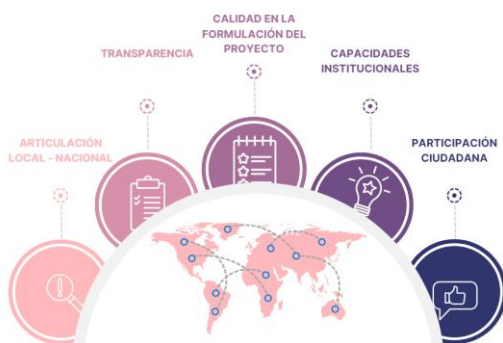 CALIDAD EN LA
FORMULACIÓN DEL
PROYECTO
TRANSPARENCIA
CAPACIDADES
INSTITUCIONALES
ARTICULACIÓN
LOCAL - NACIONAL
PARTICIPACIÓN
CIUDADANA